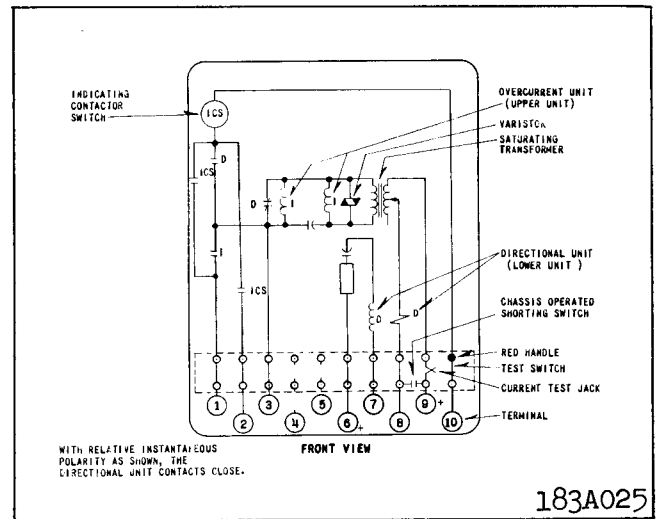 INDICATING
CONTACTOR
SWITCH
ICS
D
ICS
I
ICS
D
I
I
OVERCURRENT UNIT
(UPPER UNIT)
VARISTOR
SATURATING
TRANSFORMER
DIRECTIONAL UNIT
(LOWER UNIT)
D
D
CHASSIS OPERATED
SHORTING SWITCH
RED HANDLE
TEST SWITCH
CURRENT TEST JACK
TERMINAL
1
2
3
4
5
6
+
7
8
9
+
10
FRONT VIEW
WITH RELATIVE INSTANTANEOUS
POLARITY AS SHOWN, THE
DIRECTIONAL UNIT CONTACTS CLOSE.
183A025